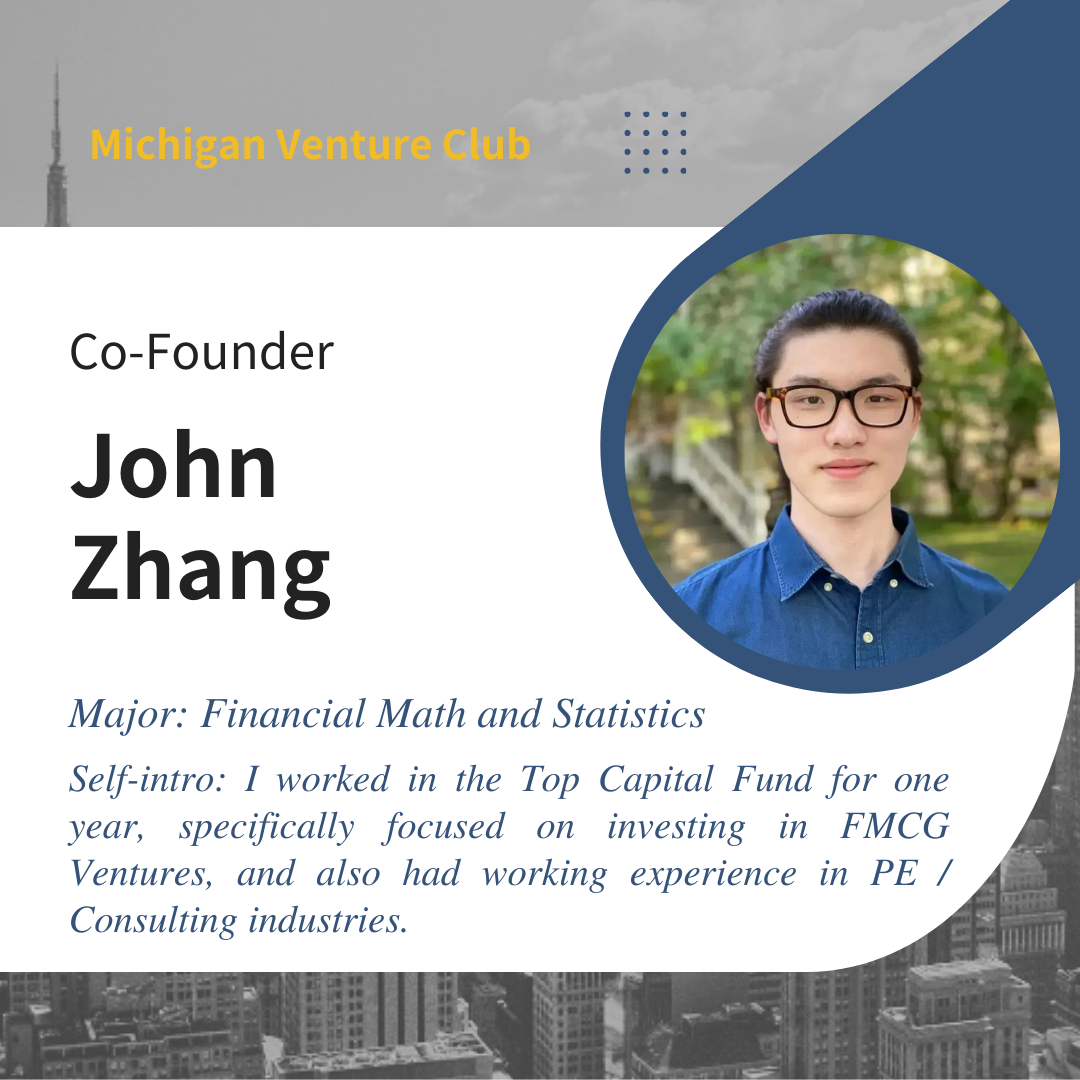 Michigan Venture Club
Co-Founder
John
Zhang
Major: Financial Math and Statistics
Self-intro: I worked in the Top Capital Fund for one
year, specifically focused on investing in FMCG
Ventures, and also had working experience in PE /
Consulting industries.